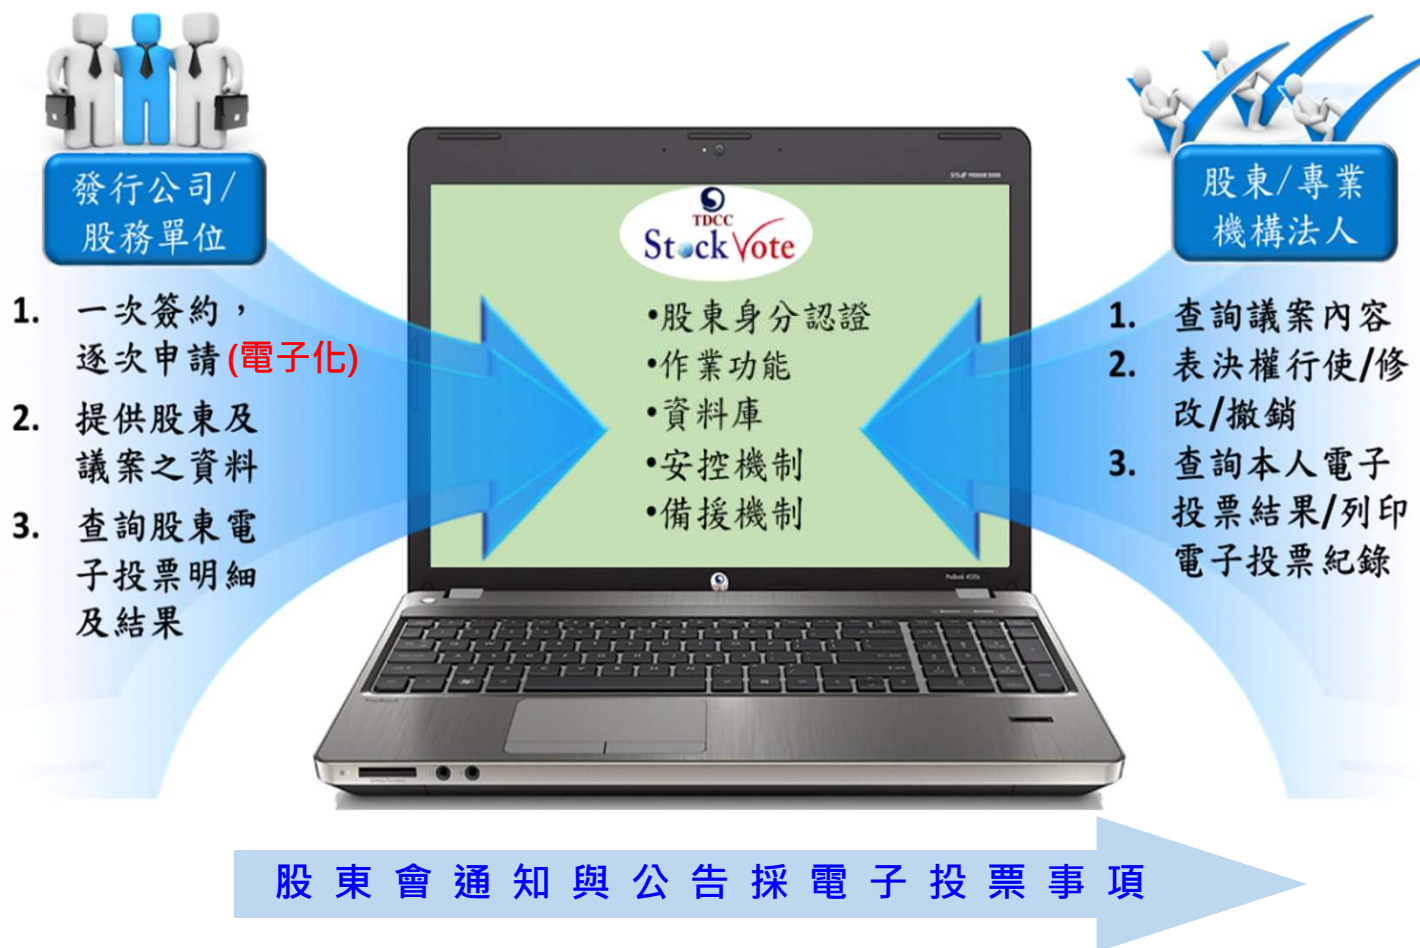 發行公司/
股務單位
1. 一次簽約，
逐次申請(電子化)
2. 提供股東及
議案之資料
3. 查詢股東電
子投票明細
及結果
TDCC
Stock Vote
•股東身分認證
•作業功能
•資料庫
•安控機制
•備援機制
股東/專業
機構法人
1. 查詢議案內容
2. 表決權行使/修
改/撤銷
3. 查詢本人電子
投票結果/列印
電子投票紀錄
股東會通知與公告採電子投票事項